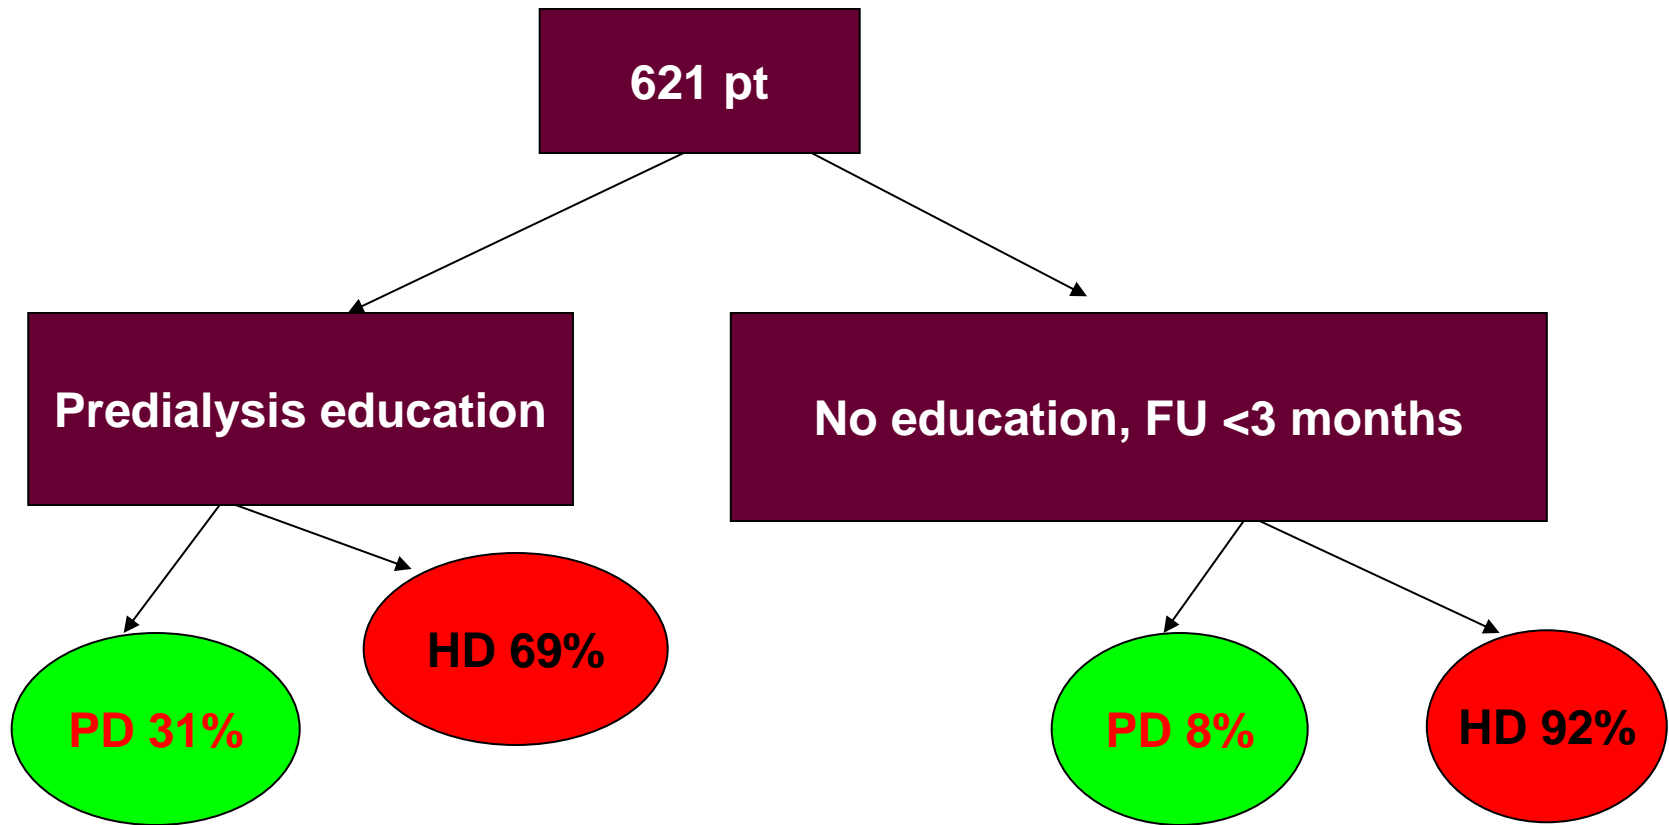 621 pt
Predialysis education
No education, FU <3 months
HD 69%
PD 31%
PD 8%
HD 92%